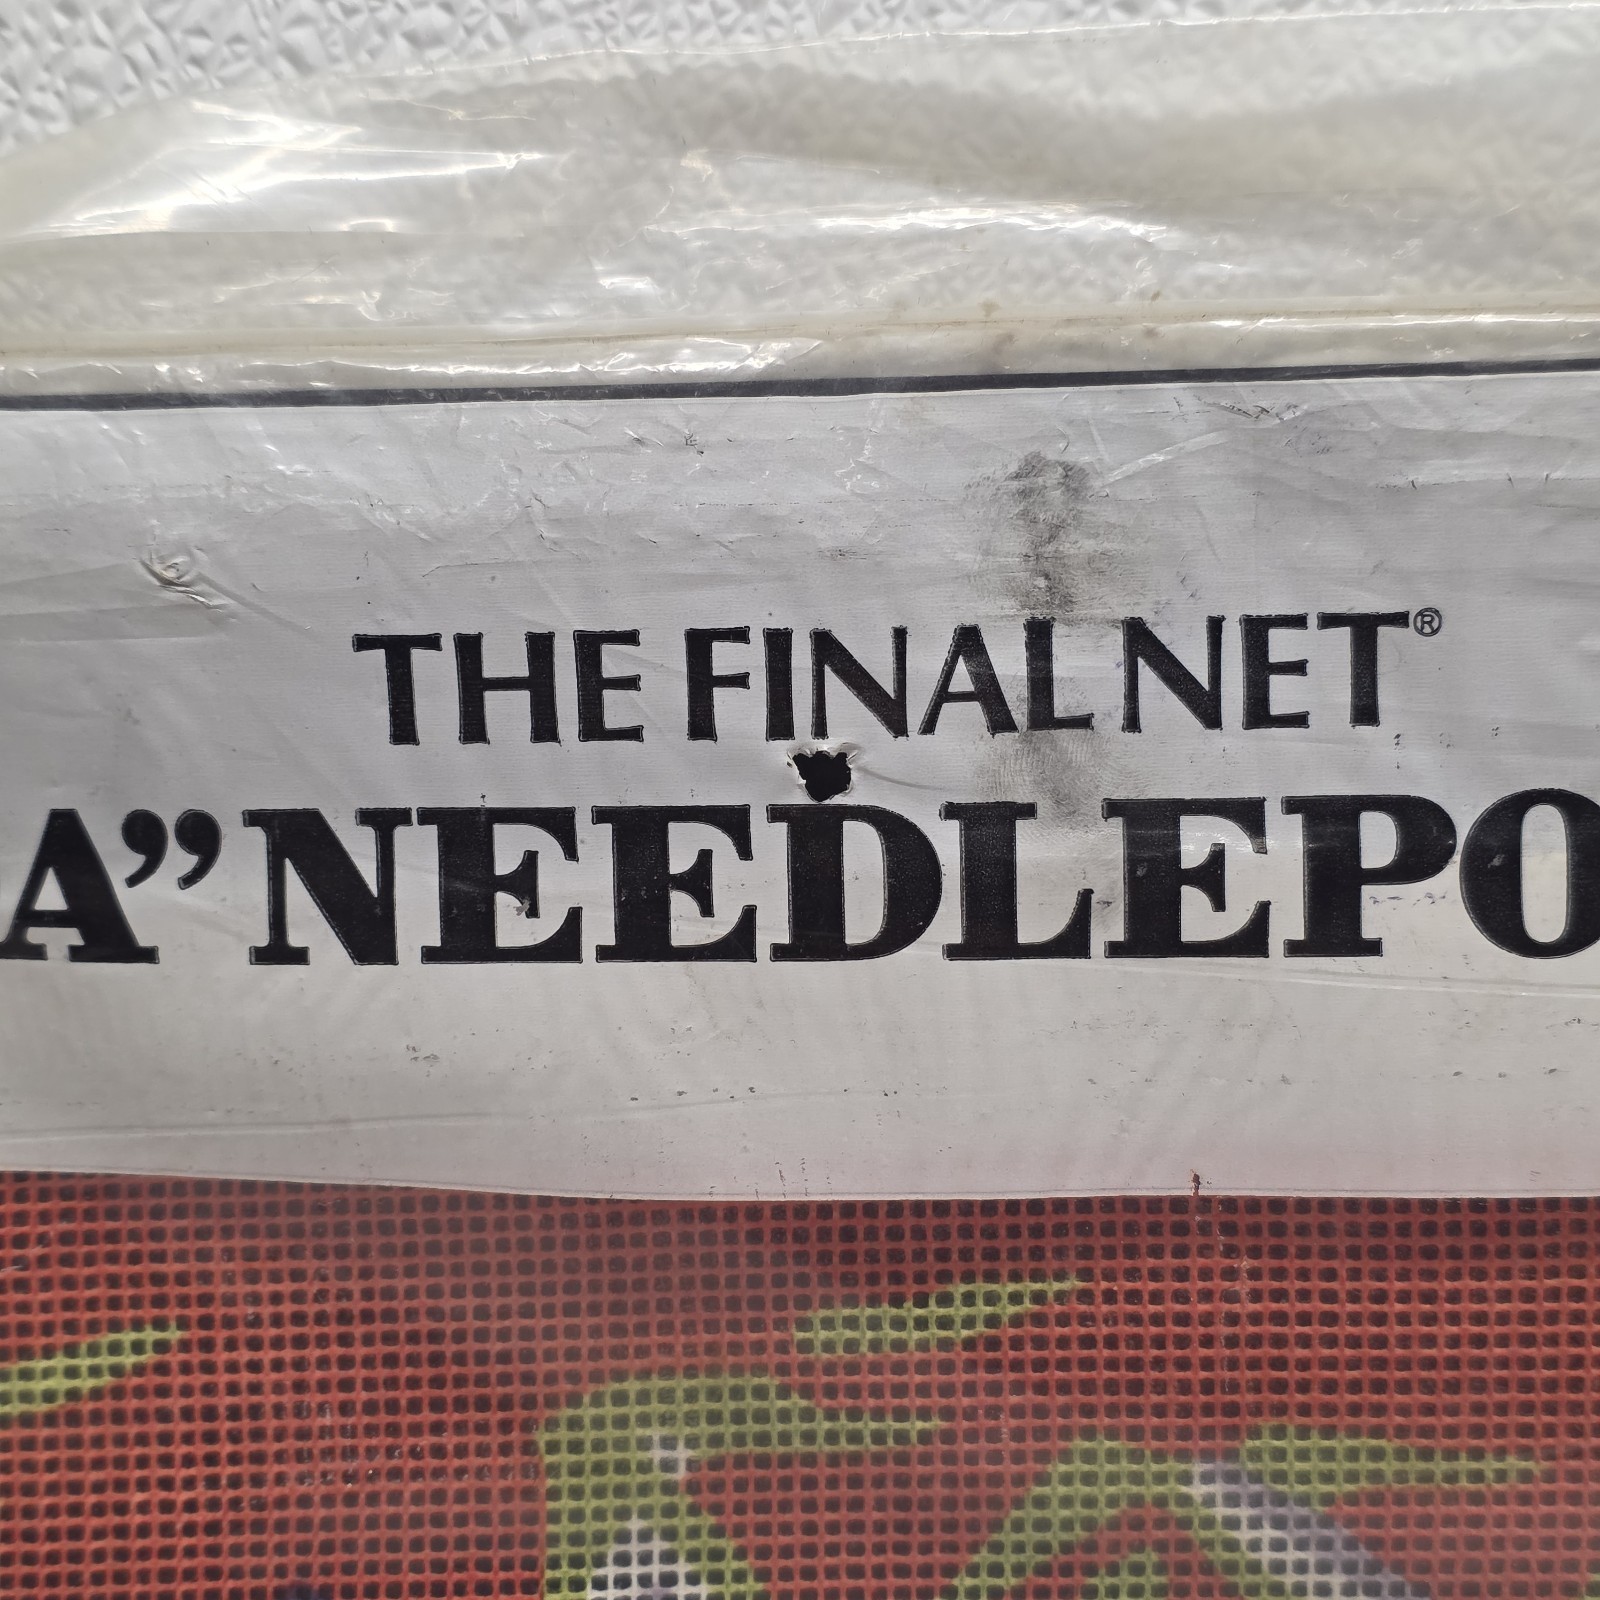 THE FINAL NET®
A” NEEDLEPO